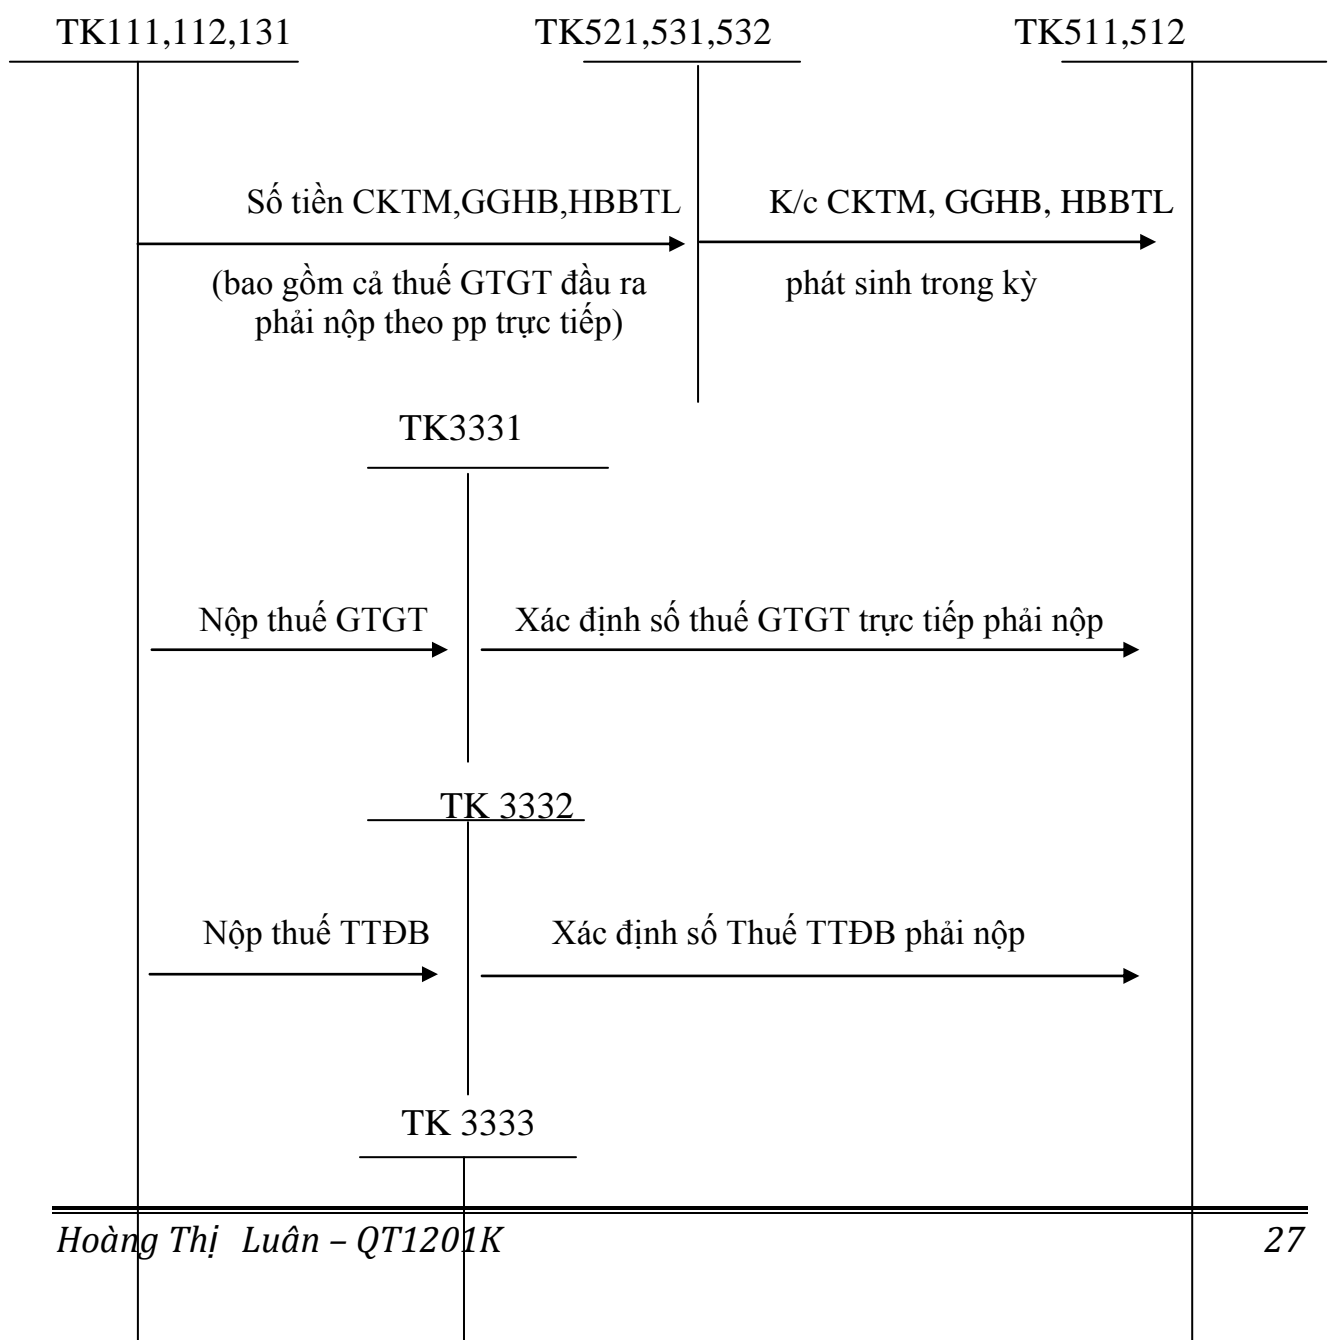 TK111,112,131 TK521,531,532 TK511,512
Số tiền CKTM,GGHB,HBBTL K/c CKTM, GGHB, HBBTL
(bao gồm cả thuế GTGT đầu ra phát sinh trong kỳ
phải nộp theo pp trực tiếp)
TK3331
Nộp thuế GTGT Xác định số thuế GTGT trực tiếp phải nộp
TK 3332
Nộp thuế TTĐB Xác định số Thuế TTĐB phải nộp
TK 3333
Hoàng Thị Luân – QT1201K 27